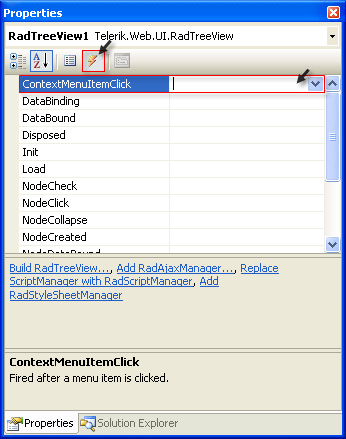 Properties
RadTreeView1 Telerik.Web.UI.RadTreeView
A
Z
ContextMenuItemClick
DataBinding
DataBound
Disposed
Init
Load
NodeCheck
NodeClick
NodeCollapse
NodeCreated
NodeDataBound
Build RadTreeView..., Add RadAjaxManager..., Replace
ScriptManager with RadScriptManager, Add
RadStyleSheetManager
ContextMenuItemClick
Fired after a menu item is clicked.
Properties Solution Explorer